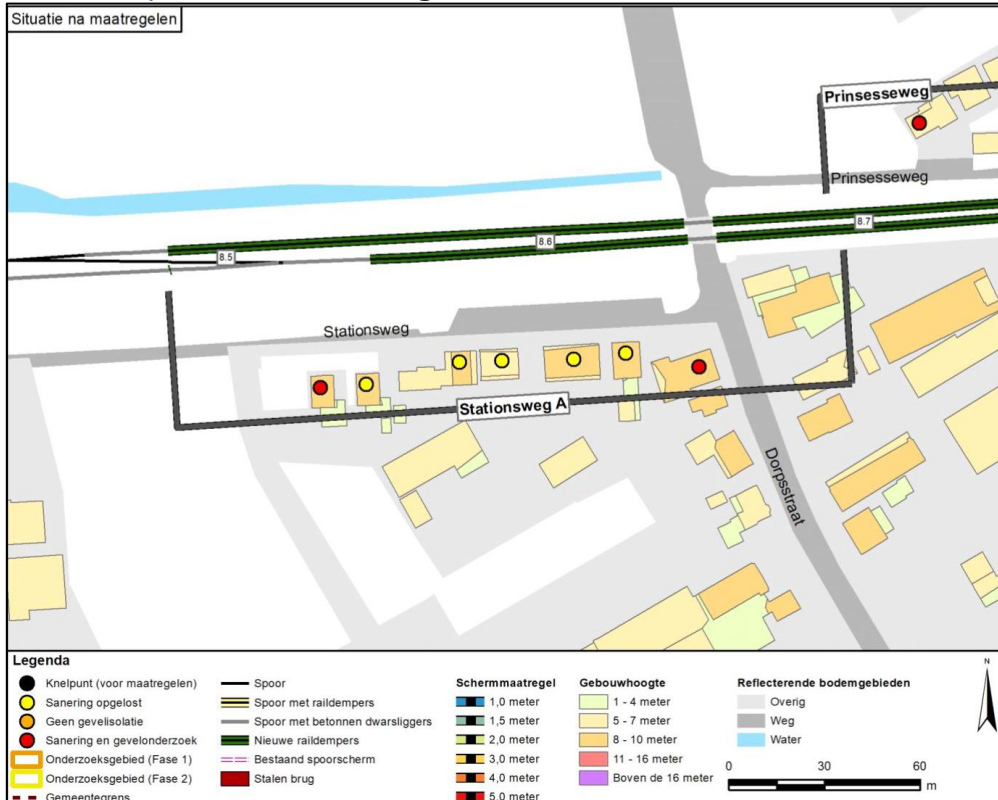 Situatie na maatregelen
Prinsesseweg
Prinsesseweg
8.7
8.6
8.5
Stationsweg
Stationsweg A
Dorpsstraat
Legenda
Knelpunt (voor maatregelen)
Sanering opgelost
Geen gevelisolatie
Sanering en gevelonderzoek
Onderzoeksgebied (Fase 1)
Onderzoeksgebied (Fase 2)
Gemeentegrens
Spoor
Spoor met raildempers
Spoor met betonnen dwarsliggers
Nieuwe raildempers
Bestaand spoorscherm
Stalen brug
Schermmaatregel
1,0 meter
1,5 meter
2,0 meter
3,0 meter
4,0 meter
5,0 meter
Gebouwhoogte
1 - 4 meter
5 - 7 meter
8 - 10 meter
11 - 16 meter
Boven de 16 meter
Reflecterende bodemgebieden
Overig
Weg
Water
N
0 30 60
m